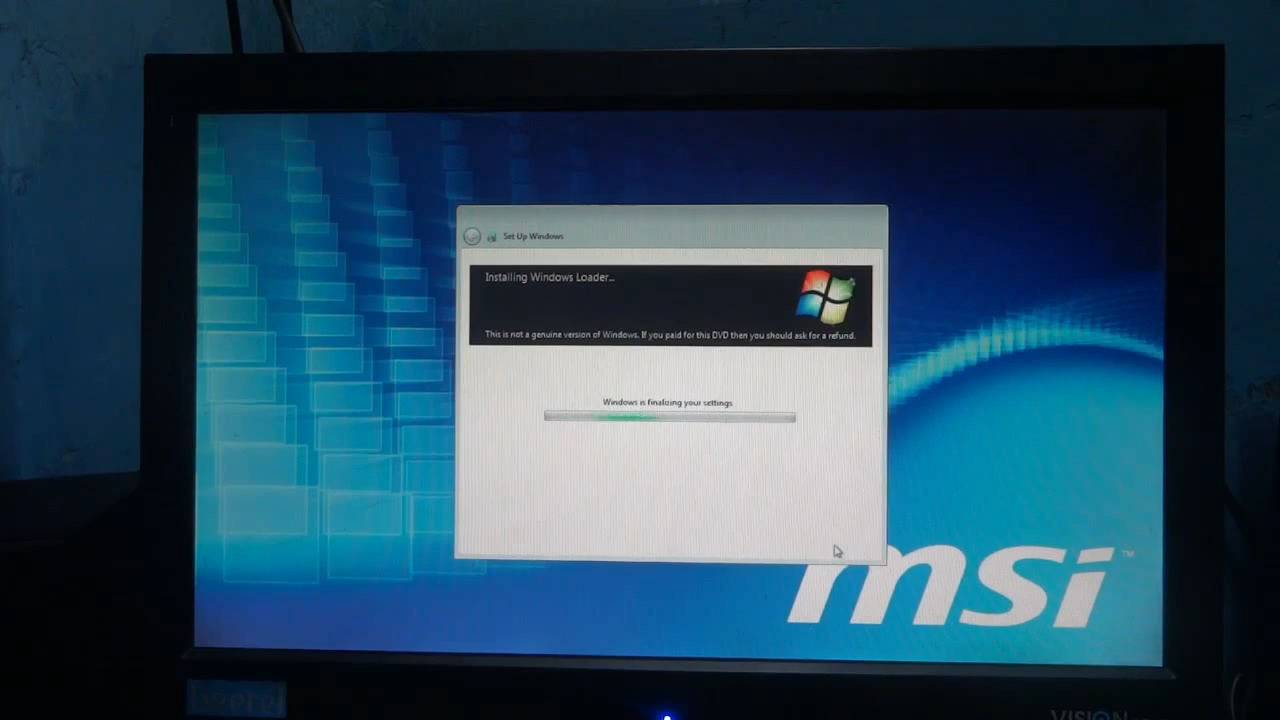 Set Up Windows
Installing Windows Loader...
This is not a genuine version of Windows. If you paid for this DVD then you should ask for a refund.
Windows is finalizing your settings
msi™
VISION